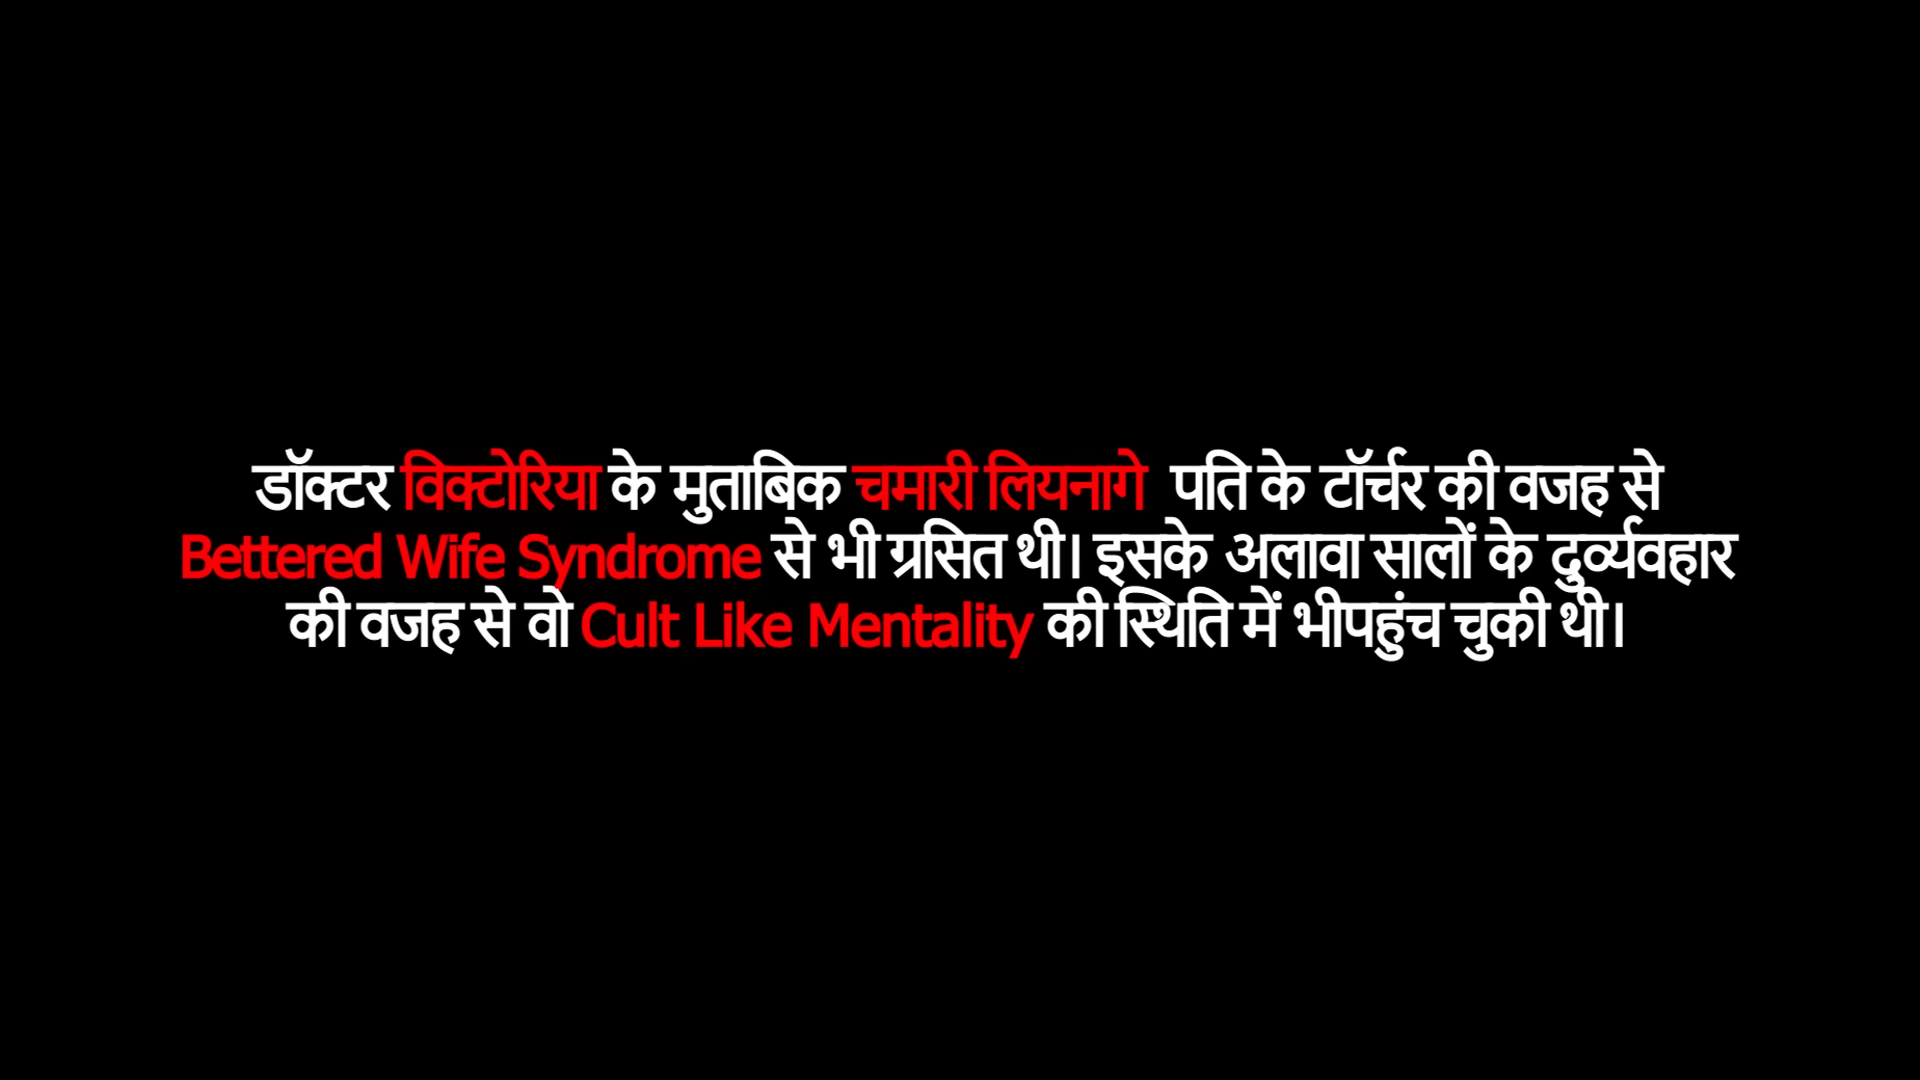 डॉक्टर विक्टोरिया के मुताबिक चमारी लियनागे पति के टॉर्चर की वजह से
Bettered Wife Syndrome से भी ग्रसित थी। इसके अलावा सालों के दुर्व्यवहार
की वजह से वो Cult Like Mentality की स्थिति में भीपहुंच चुकी थी।